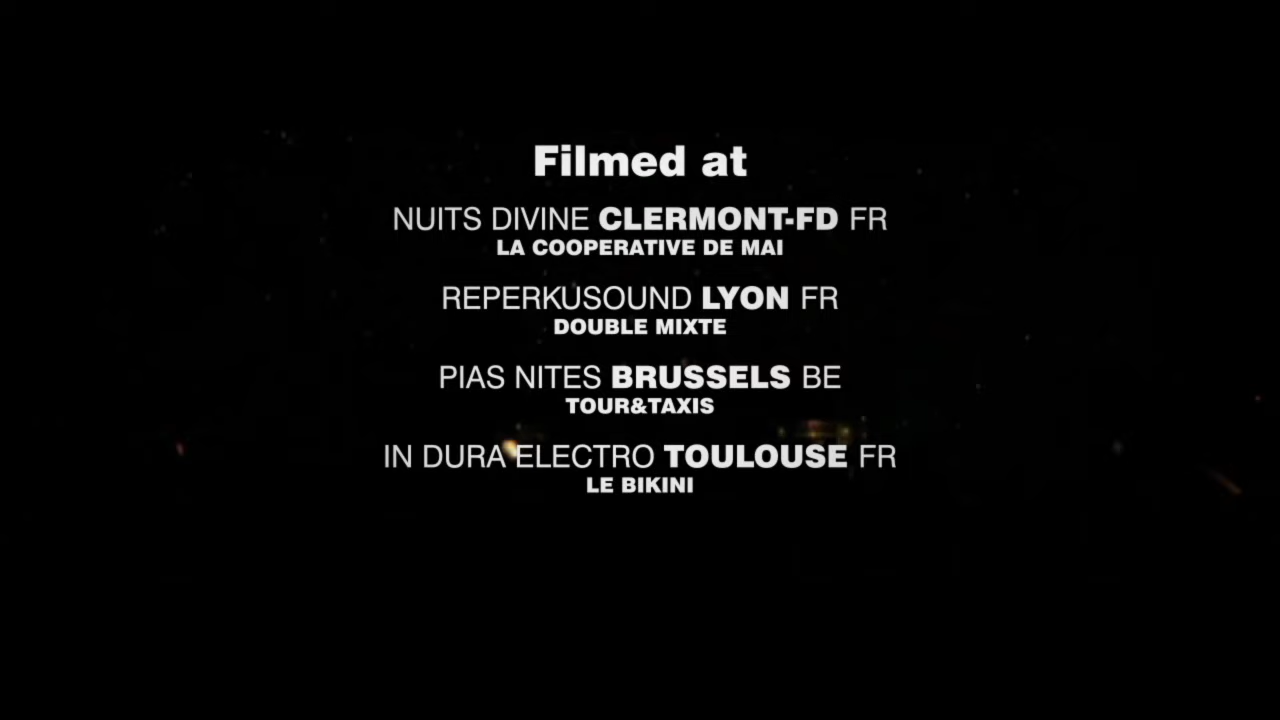 Filmed at
NUITS DIVINE CLERMONT-FD FR
LA COOPERATIVE DE MAI
REPERKUSOUND LYON FR
DOUBLE MIXTE
PIAS NITES BRUSSELS BE
TOUR&TAXIS
IN DURA ELECTRO TOULOUSE FR
LE BIKINI